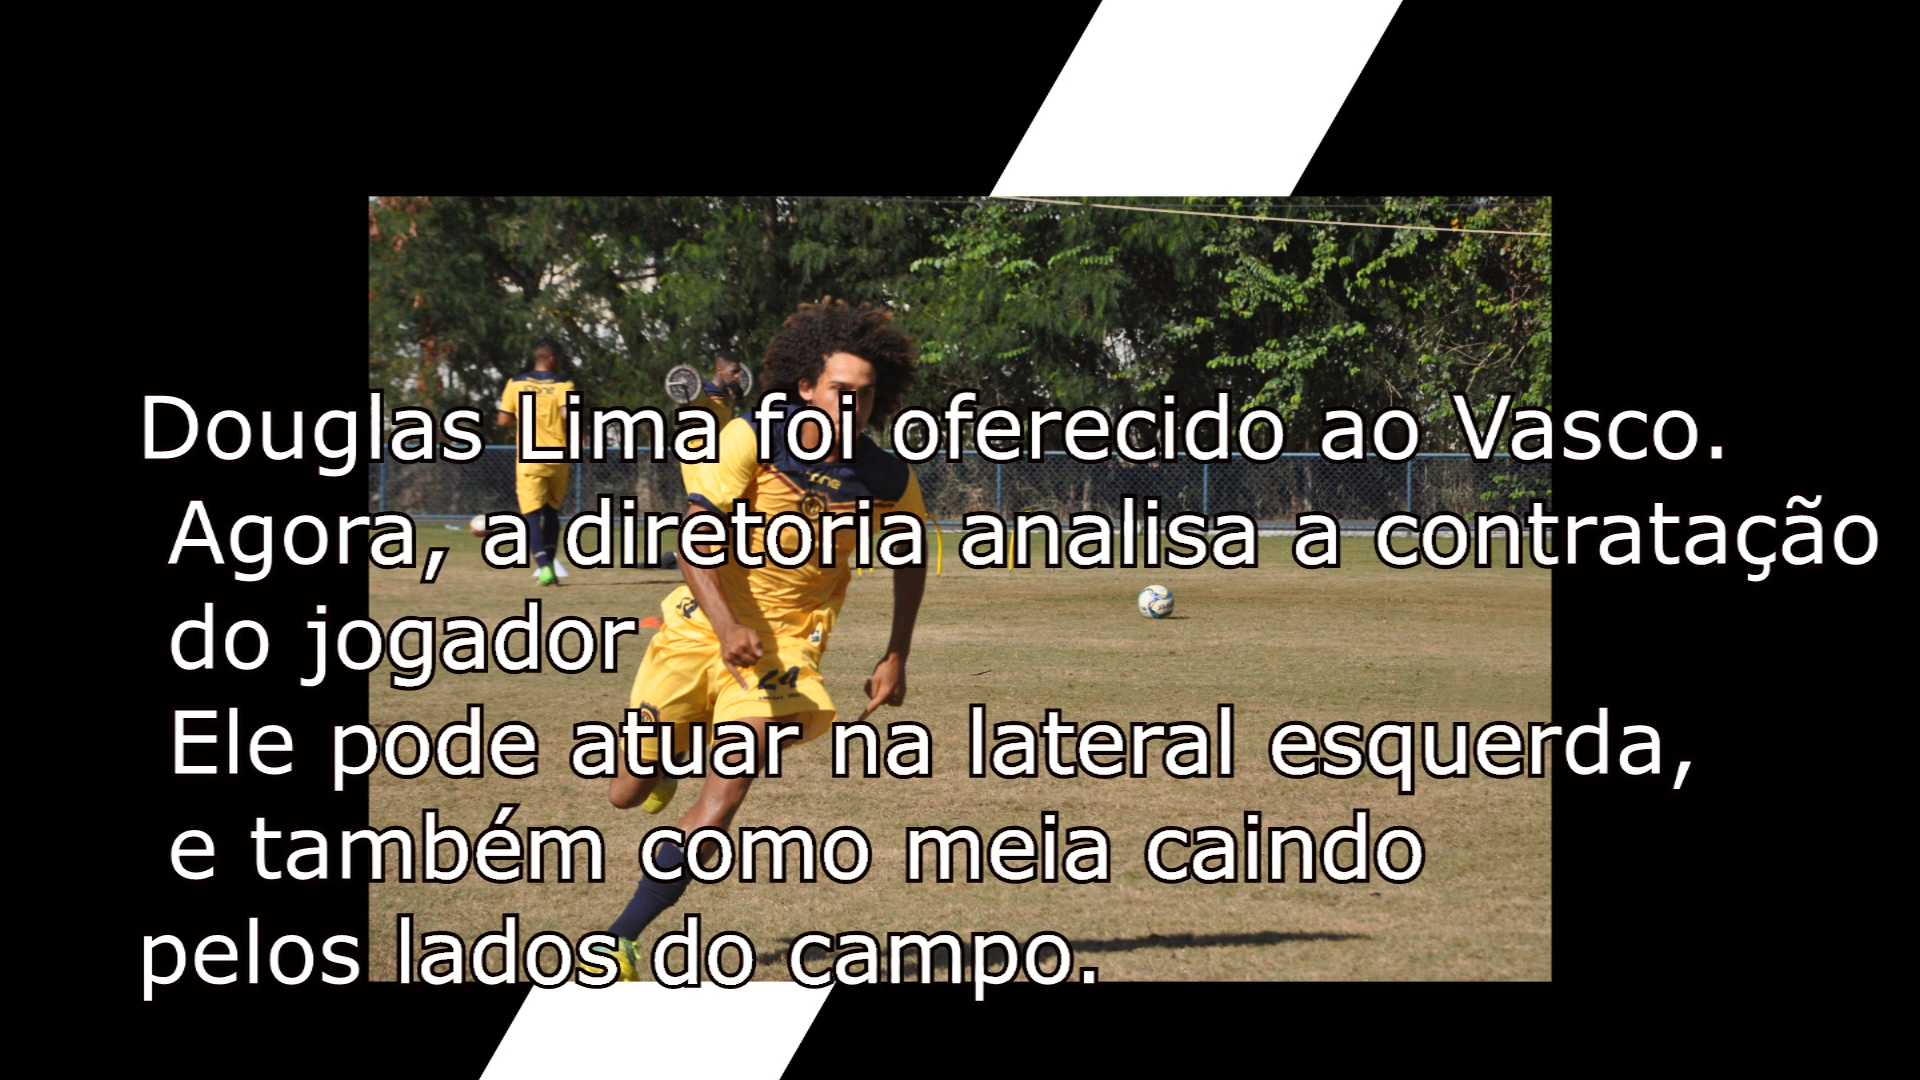 Douglas Lima foi oferecido ao Vasco.
Agora, a diretoria analisa a contratação
do jogador
Ele pode atuar na lateral esquerda,
e também como meia caindo
pelos lados do campo.